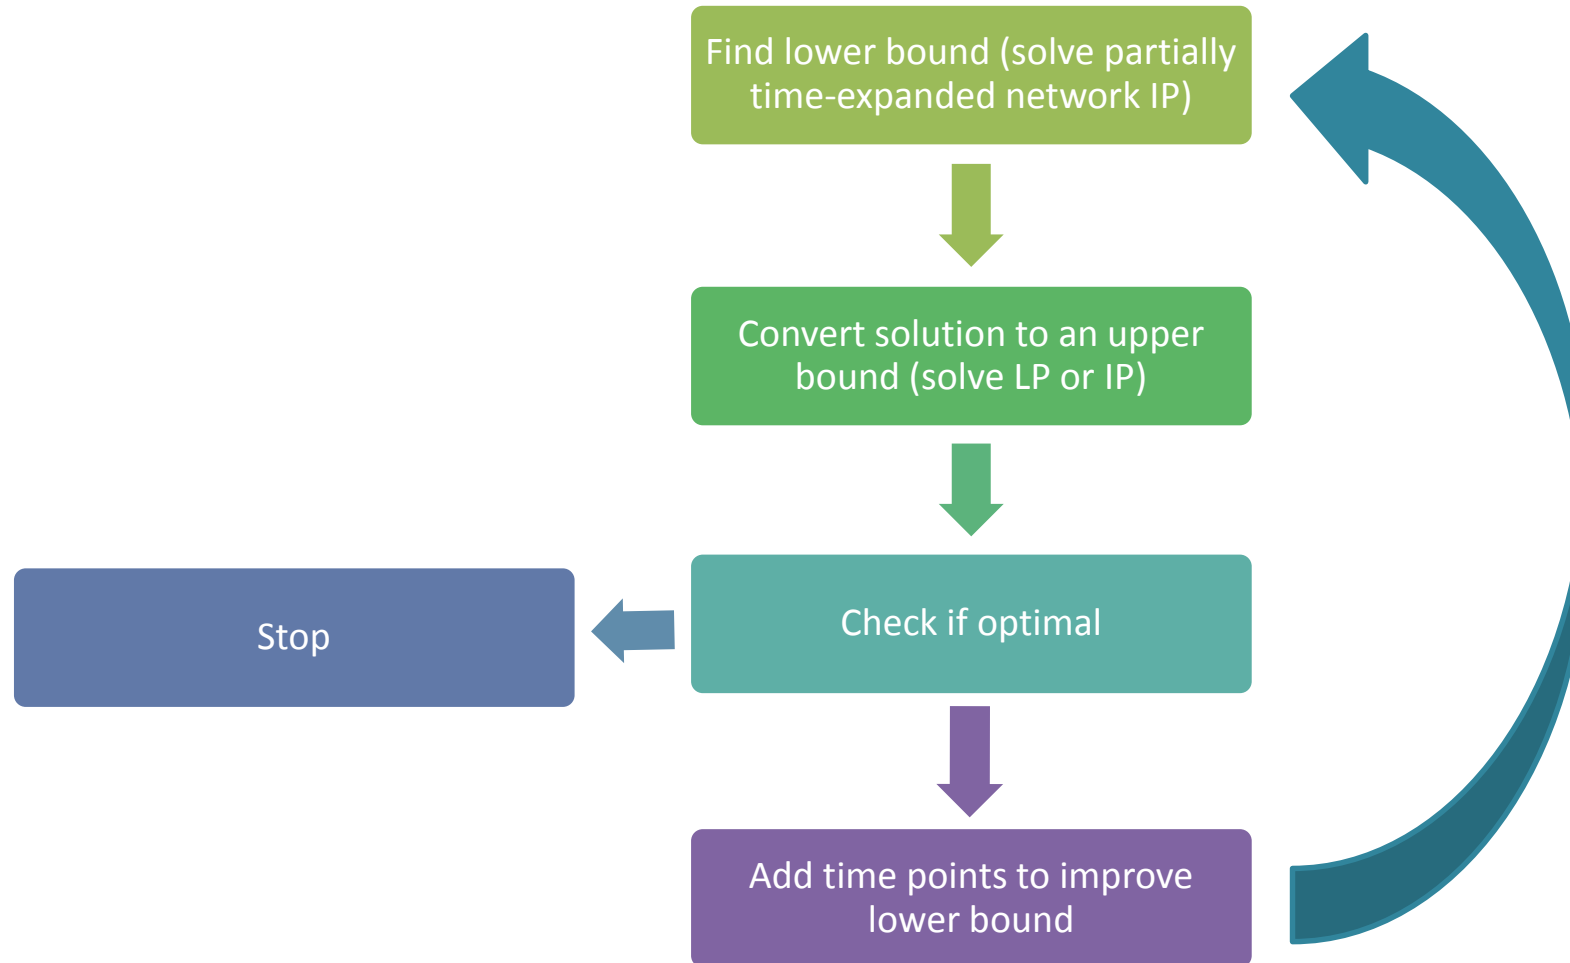 Find lower bound (solve partially
time-expanded network IP)
Convert solution to an upper
bound (solve LP or IP)
Stop
Check if optimal
Add time points to improve
lower bound